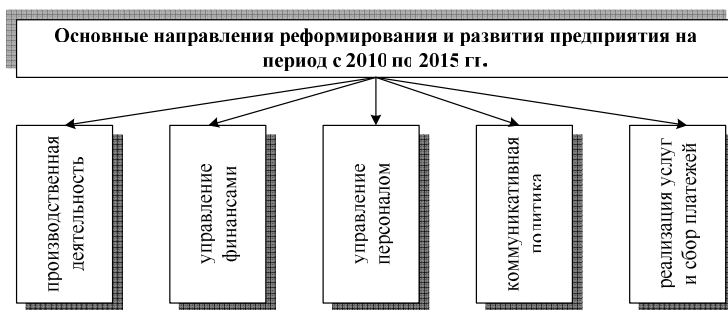 Основные направления реформирования и развития предприятия на
период с 2010 по 2015 гг.
производственная
деятельность
управление
финансами
управление
персоналом
коммуникативная
политика
реализация услуг
и сбор платежей